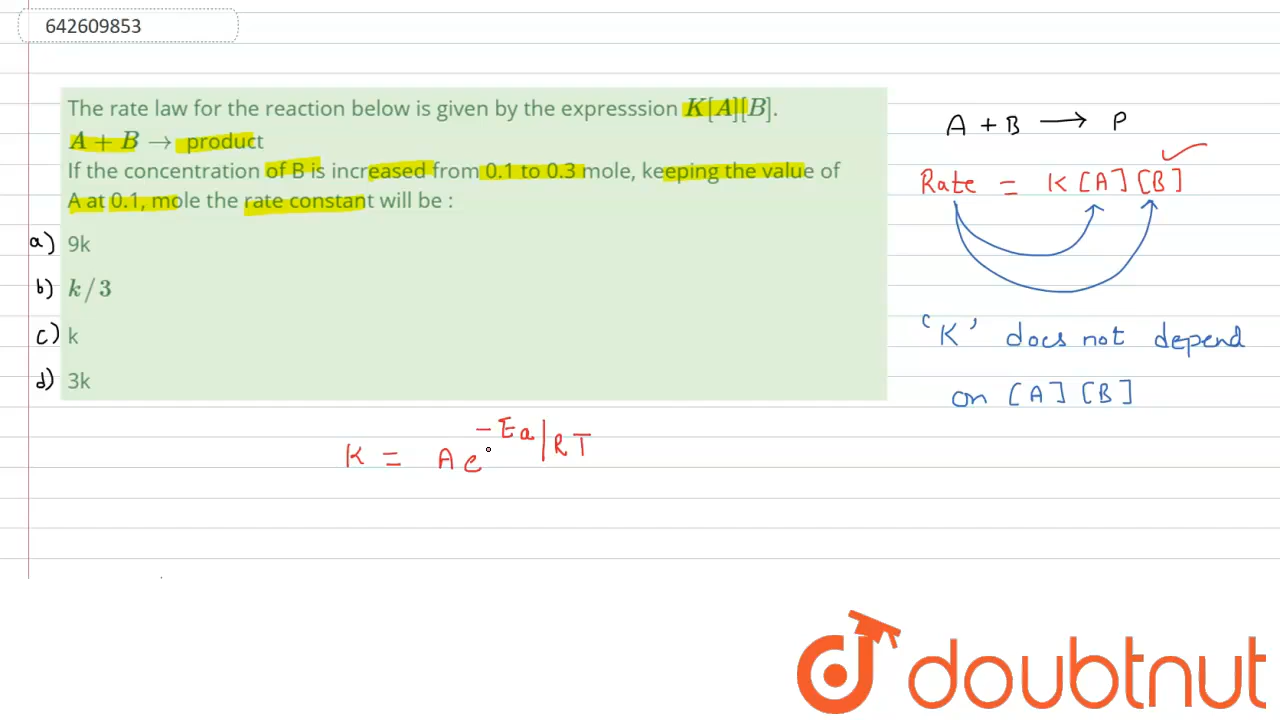 642609853
The rate law for the reaction below is given by the expresssion K[A][B].
A + B → product
If the concentration of B is increased from 0.1 to 0.3 mole, keeping the value of
A at 0.1, mole the rate constant will be :
a) 9k
b) k/3
c) k
d) 3k
A + B → P
Rate = K[A][B]
'K' does not depend
on [A][B]
K = Ae^-Ea/RT
doubtnut